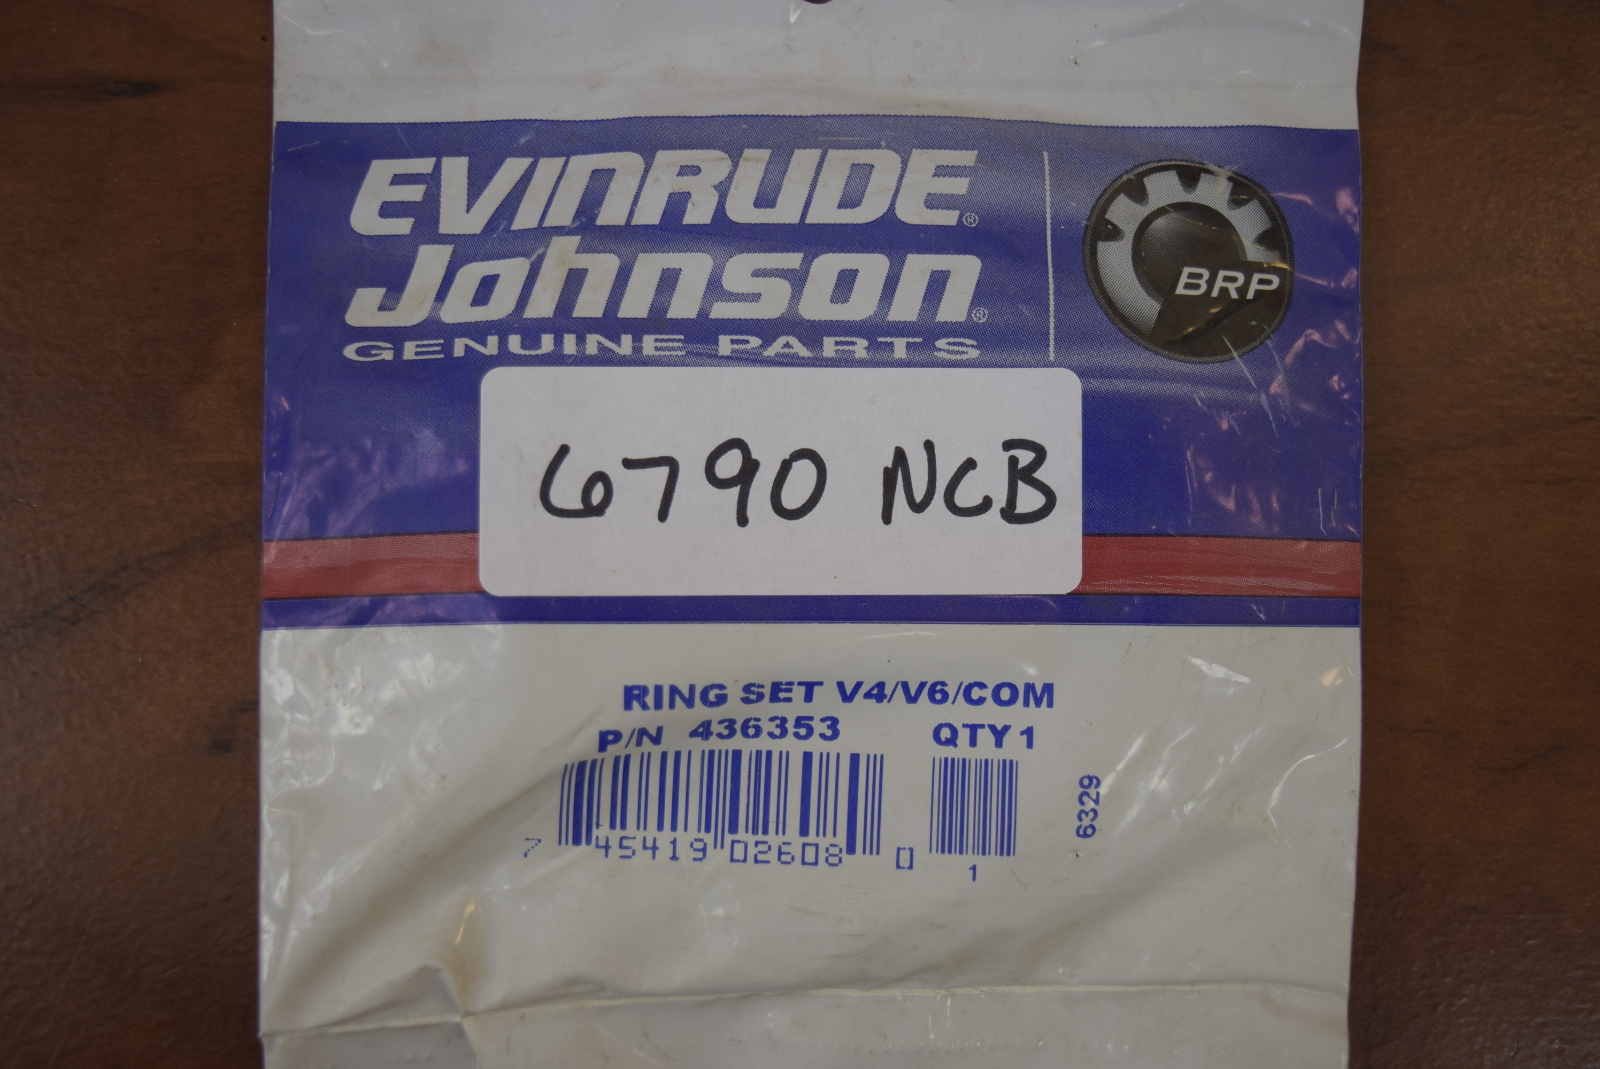 EVINRUDE®
Johnson®
GENUINE PARTS
BRP
6790 NCB
RING SET V4/V6/COM
P/N 436353 QTY 1
7 45419 02608 0
1
6329